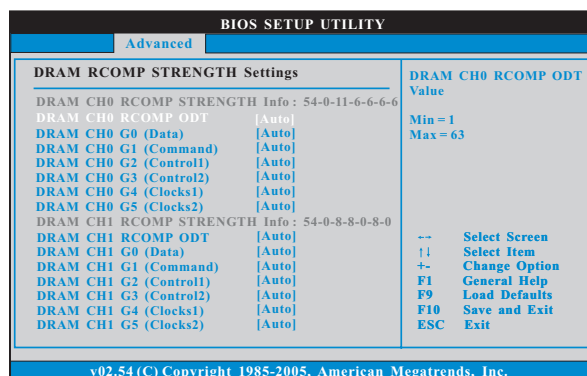 BIOS SETUP UTILITY
Advanced
DRAM RCOMP STRENGTH Settings
DRAM CH0 RCOMP STRENGTH Info : 54-0-11-6-6-6-6
DRAM CH0 RCOMP ODT [Auto]
DRAM CH0 G0 (Data) [Auto]
DRAM CH0 G1 (Command) [Auto]
DRAM CH0 G2 (Control1) [Auto]
DRAM CH0 G3 (Control2) [Auto]
DRAM CH0 G4 (Clocks1) [Auto]
DRAM CH0 G5 (Clocks2) [Auto]
DRAM CH1 RCOMP STRENGTH Info : 54-0-8-8-0-8-0
DRAM CH1 RCOMP ODT [Auto]
DRAM CH1 G0 (Data) [Auto]
DRAM CH1 G1 (Command) [Auto]
DRAM CH1 G2 (Control1) [Auto]
DRAM CH1 G3 (Control2) [Auto]
DRAM CH1 G4 (Clocks1) [Auto]
DRAM CH1 G5 (Clocks2) [Auto]
DRAM CH0 RCOMP ODT
Value
Min = 1
Max = 63
←→ Select Screen
↑↓ Select Item
+- Change Option
F1 General Help
F9 Load Defaults
F10 Save and Exit
ESC Exit
v02.54 (C) Copyright 1985-2005, American Megatrends, Inc.